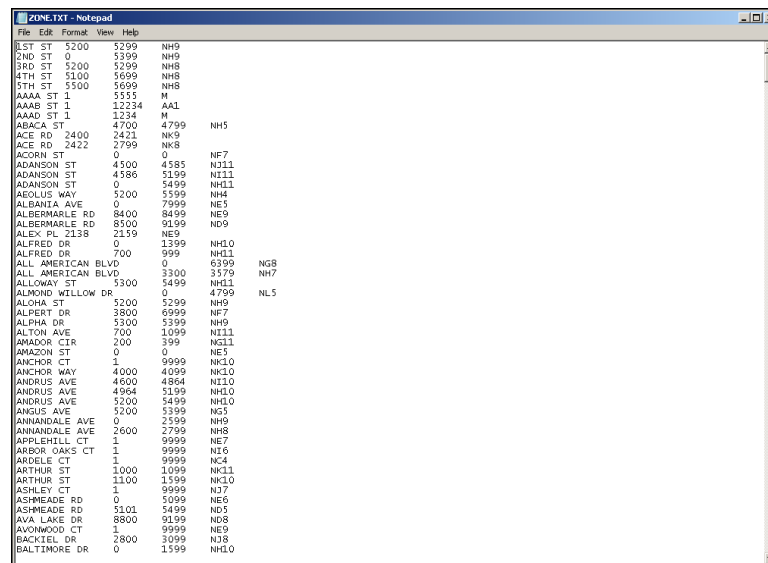 ZONE.TXT - Notepad
File Edit Format View Help
1ST ST 5200 5299 NH9
2ND ST 0 5399 NH9
3RD ST 5200 5299 NH8
4TH ST 5100 5699 NH8
5TH ST 5500 5699 NH8
AAAA ST 1 5555 M
AAAB ST 1 12234 AA1
AAAD ST 1 1234 M
ABACA ST 4700 4799 NH5
ACE RD 2400 2421 NK9
ACE RD 2422 2799 NK8
ACORN ST 0 0 NF7
ADANSON ST 4500 4585 NJ11
ADANSON ST 4586 5199 NI11
ADANSON ST 0 5499 NH11
AEOLUS WAY 5200 5599 NH4
ALBANIA AVE 0 7999 NE5
ALBERMARLE RD 8400 8499 NE9
ALBERMARLE RD 8500 9199 ND9
ALEX PL 2138 2159 NE9
ALFRED DR 0 1399 NH10
ALFRED DR 700 999 NH11
ALL AMERICAN BLVD 0 6399 NG8
ALL AMERICAN BLVD 3300 3579 NH7
ALLOWAY ST 5300 5499 NH11
ALMOND WILLOW DR 0 4799 NL5
ALOHA ST 5200 5299 NH9
ALPERT DR 3800 6999 NF7
ALPHA DR 5300 5399 NH9
ALTON AVE 700 1099 NI11
AMADOR CIR 200 399 NG11
AMAZON ST 0 0 NE5
ANCHOR CT 1 9999 NK10
ANCHOR WAY 4000 4099 NK10
ANDRUS AVE 4600 4864 NI10
ANDRUS AVE 4964 5199 NH10
ANDRUS AVE 5200 5499 NH10
ANGUS AVE 5200 5399 NG5
ANNANDALE AVE 0 2599 NH9
ANNANDALE AVE 2600 2799 NH8
APPLEHILL CT 1 9999 NE7
ARBOR OAKS CT 1 9999 NI6
ARDELE CT 1 9999 NC4
ARTHUR ST 1000 1099 NK11
ARTHUR ST 1100 1599 NK10
ASHLEY CT 1 9999 NJ7
ASHMEADE RD 0 5099 NE6
ASHMEADE RD 5101 5499 ND5
AVA LAKE DR 8800 9199 ND8
AVONWOOD CT 1 9999 NE9
BACKIEL DR 2800 3099 NJ8
BALTIMORE DR 0 1599 NH10